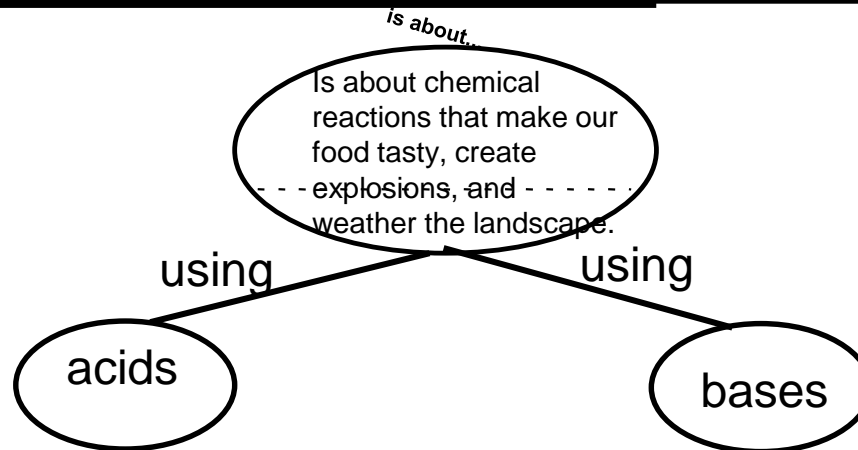 is about...
Is about chemical
reactions that make our
food tasty, create
explosions, and
weather the landscape.
using
using
acids
bases